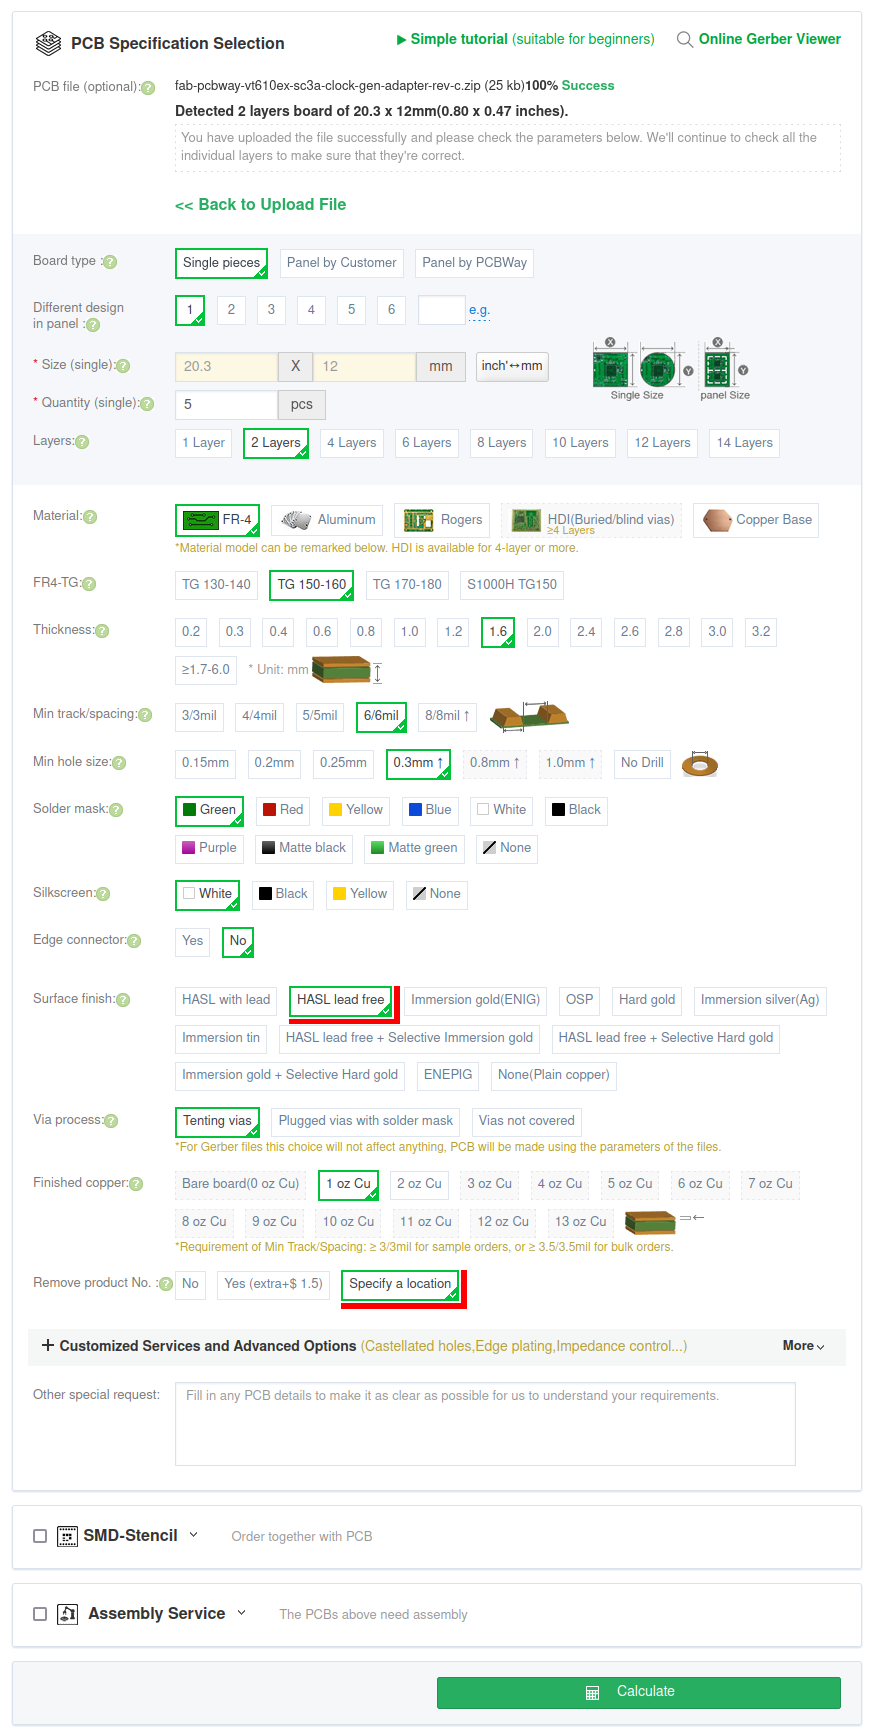 PCB Specification Selection
Simple tutorial (suitable for beginners)
Online Gerber Viewer
PCB file (optional):
fab-pcbway-vt610ex-sc3a-clock-gen-adapter-rev-c.zip (25 kb)100% Success
Detected 2 layers board of 20.3 x 12mm(0.80 x 0.47 inches).
You have uploaded the file successfully and please check the parameters below. We'll continue to check all the
individual layers to make sure that they're correct.
<< Back to Upload File
Board type : Single pieces Panel by Customer Panel by PCBWay
Different design
in panel : 1 2 3 4 5 6 e.g.
* Size (single): 20.3 X 12 mm inch'↔mm
X Y X Y
Single Size panel Size
* Quantity (single): 5 pcs
Layers: 1 Layer 2 Layers 4 Layers 6 Layers 8 Layers 10 Layers 12 Layers 14 Layers
Material: FR-4 Aluminum Rogers HDI(Buried/blind vias) Copper Base
≥4 Layers
*Material model can be remarked below. HDI is available for 4-layer or more.
FR4-TG: TG 130-140 TG 150-160 TG 170-180 S1000H TG150
Thickness: 0.2 0.3 0.4 0.6 0.8 1.0 1.2 1.6 2.0 2.4 2.6 2.8 3.0 3.2
≥1.7-6.0 * Unit: mm
Min track/spacing: 3/3mil 4/4mil 5/5mil 6/6mil 8/8mil ↑
Min hole size: 0.15mm 0.2mm 0.25mm 0.3mm ↑ 0.8mm ↑ 1.0mm ↑ No Drill
Solder mask: Green Red Yellow Blue White Black
Purple Matte black Matte green None
Silkscreen: White Black Yellow None
Edge connector: Yes No
Surface finish: HASL with lead HASL lead free Immersion gold(ENIG) OSP Hard gold Immersion silver(Ag)
Immersion tin HASL lead free + Selective Immersion gold HASL lead free + Selective Hard gold
Immersion gold + Selective Hard gold ENEPIG None(Plain copper)
Via process: Tenting vias Plugged vias with solder mask Vias not covered
*For Gerber files this choice will not affect anything, PCB will be made using the parameters of the files.
Finished copper: Bare board(0 oz Cu) 1 oz Cu 2 oz Cu 3 oz Cu 4 oz Cu 5 oz Cu 6 oz Cu 7 oz Cu
8 oz Cu 9 oz Cu 10 oz Cu 11 oz Cu 12 oz Cu 13 oz Cu
*Requirement of Min Track/Spacing: ≥ 3/3mil for sample orders, or ≥ 3.5/3.5mil for bulk orders.
Remove product No. : No Yes (extra+$ 1.5) Specify a location
+ Customized Services and Advanced Options (Castellated holes,Edge plating,Impedance control...) More
Other special request: Fill in any PCB details to make it as clear as possible for us to understand your requirements.
SMD-Stencil Order together with PCB
Assembly Service The PCBs above need assembly
Calculate